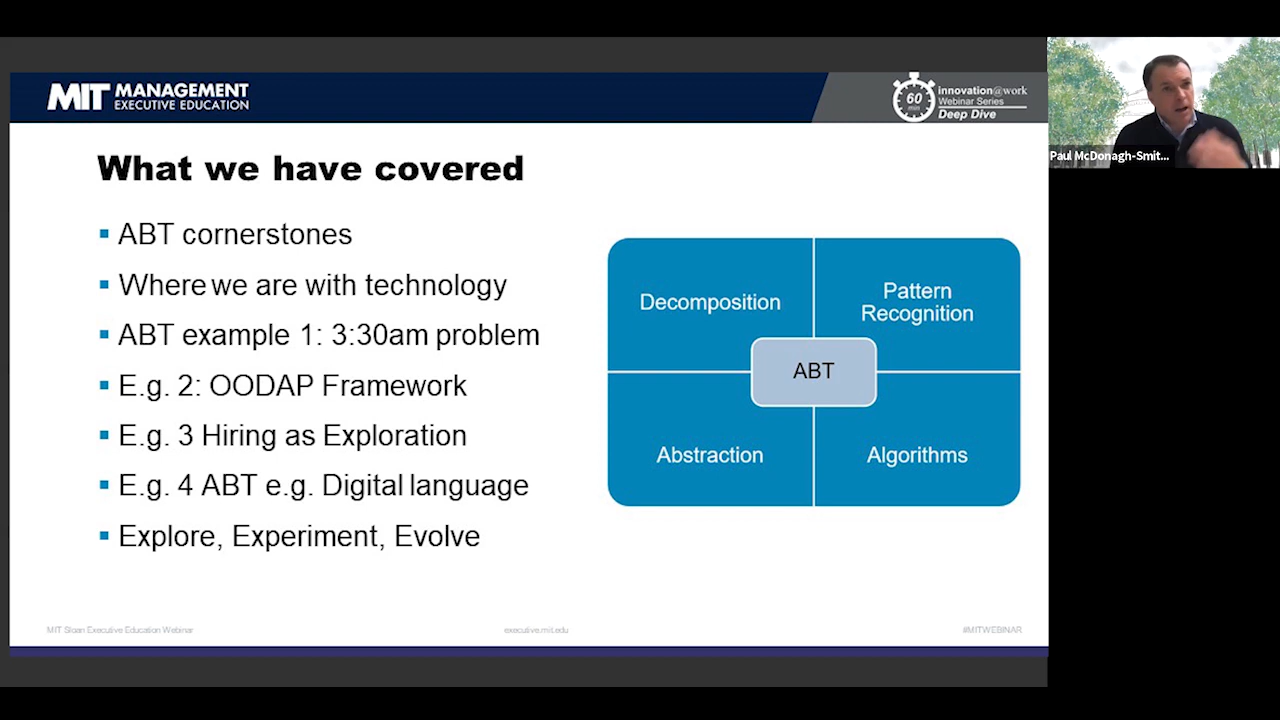 MIT MANAGEMENT
EXECUTIVE EDUCATION
60
min
innovation@work
Webinar Series
Deep Dive
Paul McDonagh-Smit...
What we have covered
▪ ABT cornerstones
▪ Where we are with technology
▪ ABT example 1: 3:30am problem
▪ E.g. 2: OODAP Framework
▪ E.g. 3 Hiring as Exploration
▪ E.g. 4 ABT e.g. Digital language
▪ Explore, Experiment, Evolve
Decomposition
Pattern
Recognition
ABT
Abstraction
Algorithms
MIT Sloan Executive Education Webinar
executive.mit.edu
#MITWEBINAR